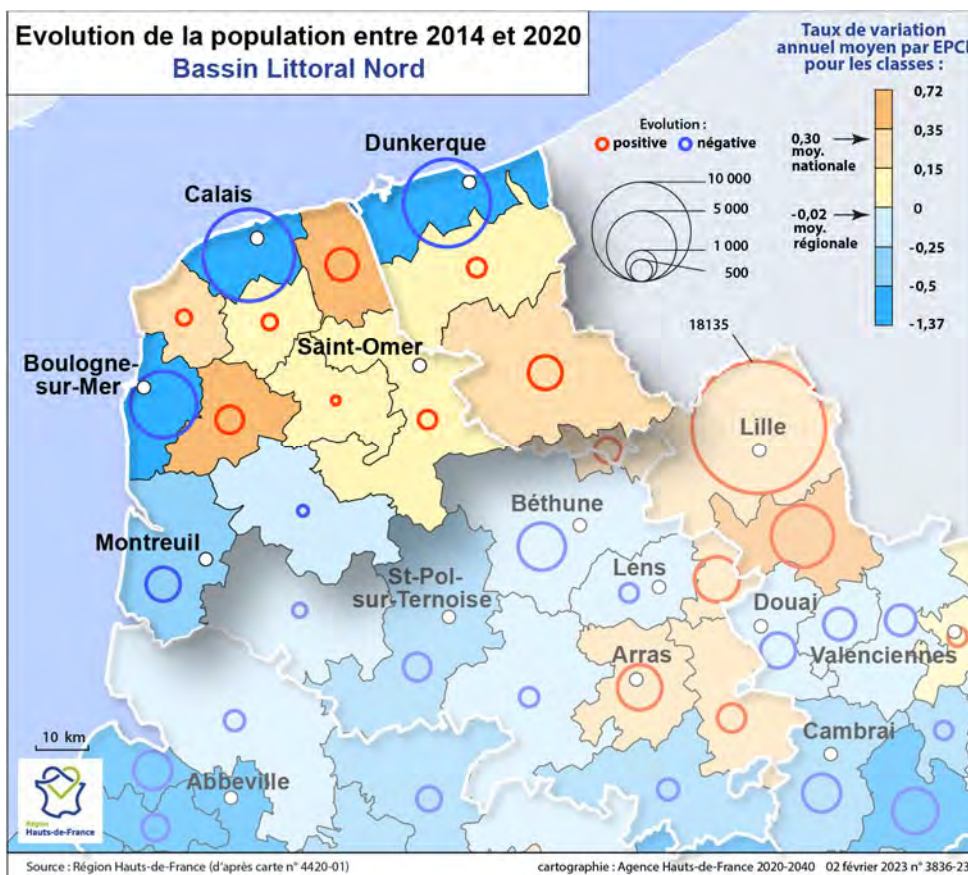 Evolution de la population entre 2014 et 2020
Bassin Littoral Nord
Taux de variation
annuel moyen par EPCI
pour les classes :
0,72
0,35
0,30
moy.
nationale
0,15
0
-0,02
moy.
régionale
-0,25
-0,5
-1,37
Evolution :
positive
négative
10 000
5 000
1 000
500
18135
Dunkerque
Calais
Saint-Omer
Boulogne-
sur-Mer
Lille
Béthune
Montreuil
St-Pol-
sur-Ternoise
Lens
Douai
Valenciennes
Arras
Cambrai
Abbeville
10 km
Région
Hauts-de-France
Source : Région Hauts-de-France (d'après carte n° 4420-01)
cartographie : Agence Hauts-de-France 2020-2040
02 février 2023 n° 3836-23